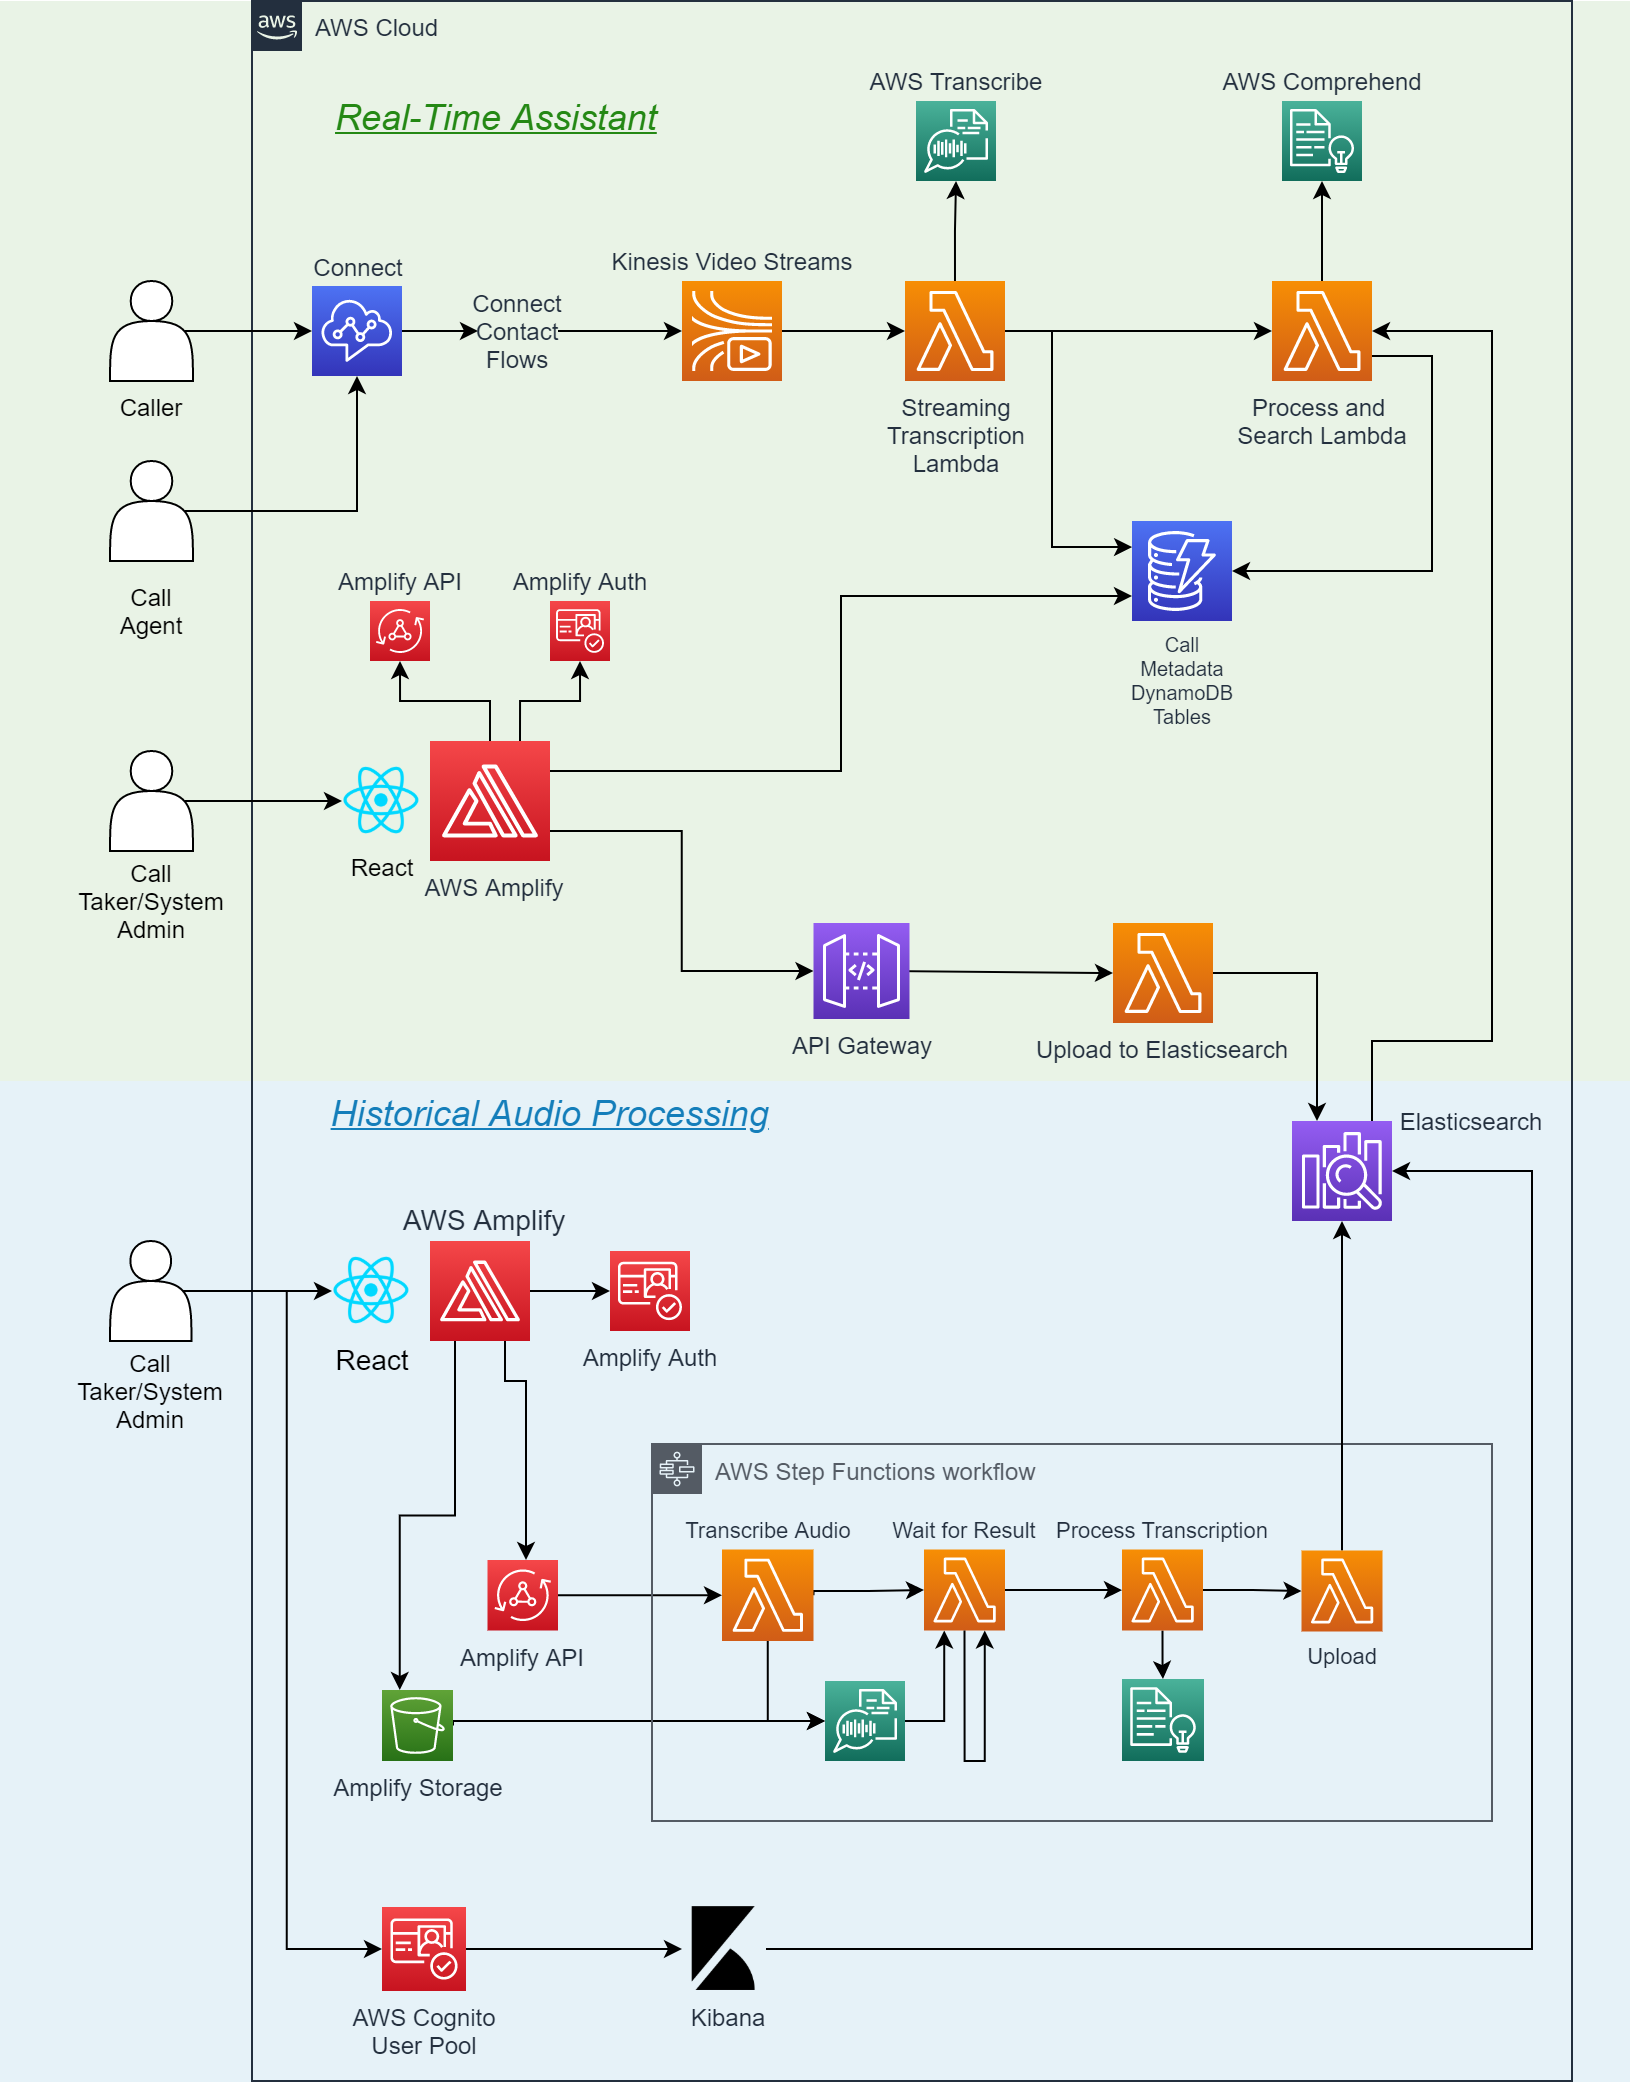 aws
AWS Cloud
Real-Time Assistant
AWS Transcribe
AWS Comprehend
Connect
Kinesis Video Streams
Connect
Contact
Flows
Caller
Streaming
Transcription
Lambda
Process and
Search Lambda
Call
Agent
Amplify API
Amplify Auth
Call
Metadata
DynamoDB
Tables
React
AWS Amplify
Call
Taker/System
Admin
</>
API Gateway
Upload to Elasticsearch
Historical Audio Processing
Elasticsearch
AWS Amplify
React
Amplify Auth
Call
Taker/System
Admin
AWS Step Functions workflow
Transcribe Audio
Wait for Result
Process Transcription
Amplify API
Upload
Amplify Storage
AWS Cognito
User Pool
Kibana